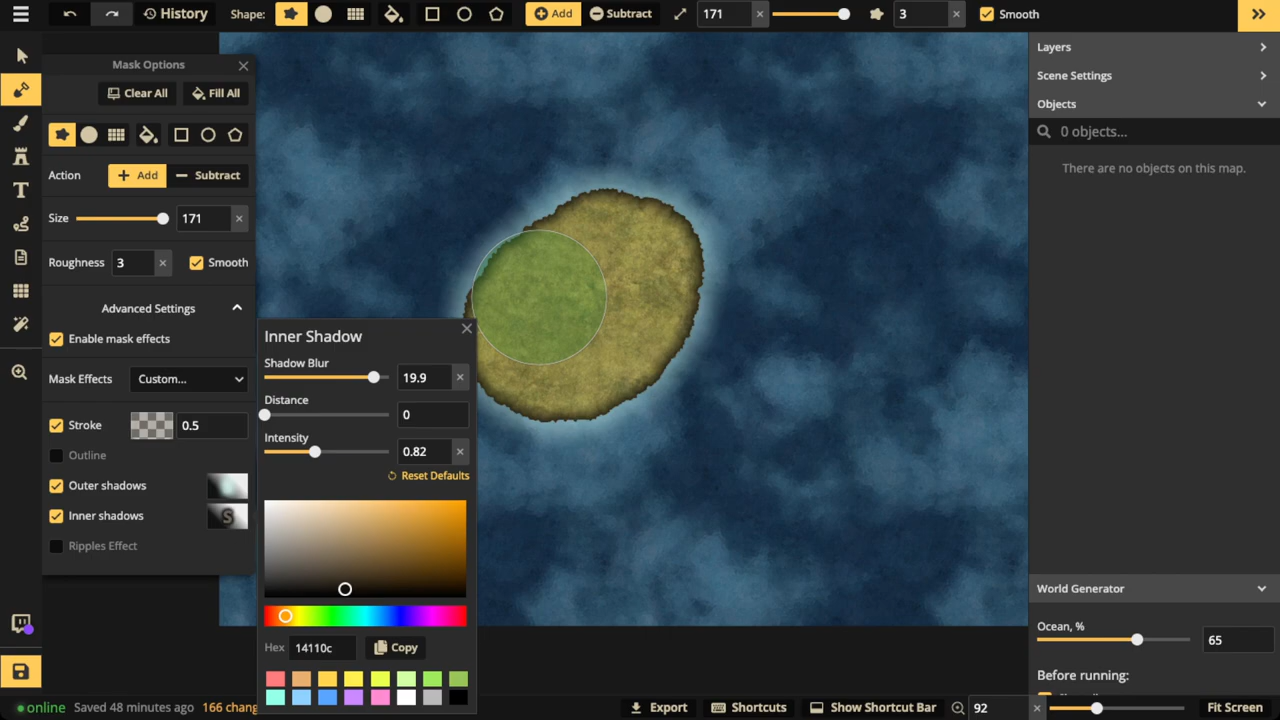 History
Shape:
Add
Subtract
171
×
3
×
Smooth
Mask Options
Clear All
Fill All
Action
Add
Subtract
Size
171
×
Roughness
3
×
Smooth
Advanced Settings
Enable mask effects
Mask Effects
Custom...
Stroke
0.5
Outline
Outer shadows
Inner shadows
S
Ripples Effect
Inner Shadow
Shadow Blur
19.9
×
Distance
0
Intensity
0.82
×
Reset Defaults
Hex
14110c
Copy
Layers
Scene Settings
Objects
0 objects...
There are no objects on this map.
World Generator
Ocean, %
65
Before running:
online
Saved 48 minutes ago
166 chang
Export
Shortcuts
Show Shortcut Bar
92
×
Fit Screen